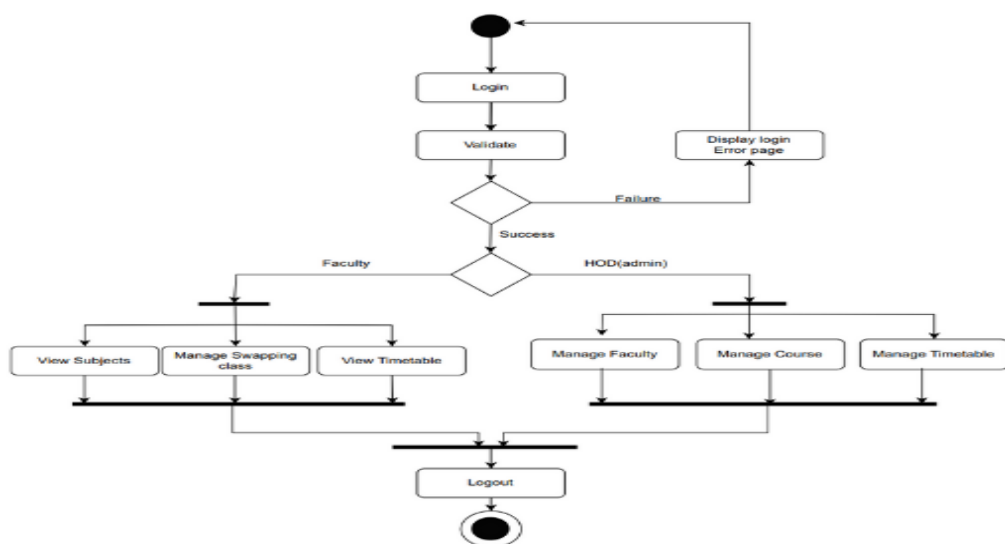 Login
Validate
Display login
Error page
Failure
Success
Faculty
HOD(admin)
View Subjects
Manage Swapping
class
View Timetable
Manage Faculty
Manage Course
Manage Timetable
Logout